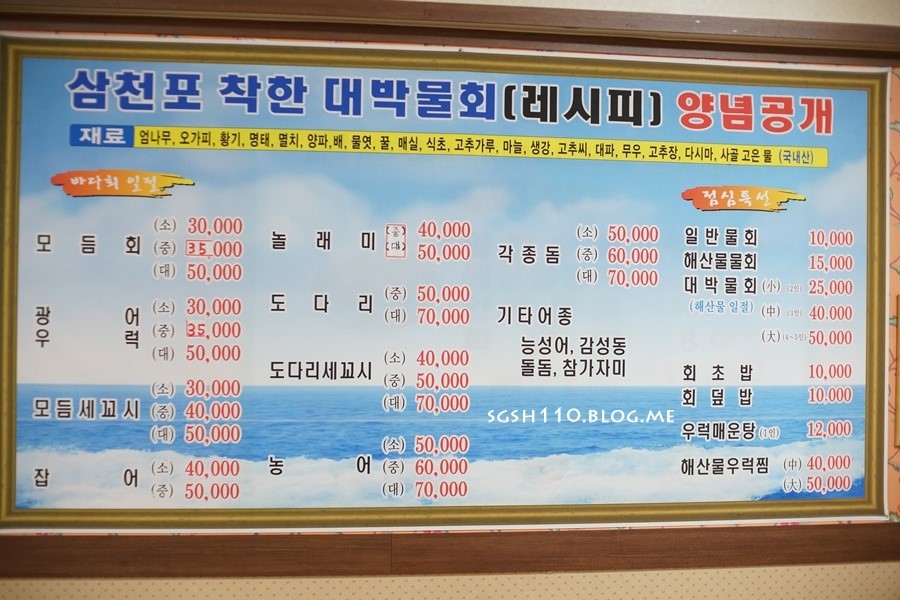 삼천포 착한 대박물회(레시피) 양념공개
재료 엄나무, 오가피, 황기, 명태, 멸치, 양파,배, 물엿, 꿀, 매실, 식초, 고추가루, 마늘, 생강, 고추씨, 대파, 무우, 고추장, 다시마, 사골 고은 물 (국내산)
바다회 일절
모듬회 (소) 30,000
(중) 35,000
(대) 50,000
광어
우럭
(소) 30,000
(중) 35,000
(대) 50,000
모듬세꼬시 (소) 30,000
(중) 40,000
(대) 50,000
잡어 (소) 40,000
(중) 50,000
놀래미 (중) 40,000
(대) 50,000
도다리 (중) 50,000
(대) 70,000
도다리세꼬시 (소) 40,000
(중) 50,000
(대) 70,000
농어 (소) 50,000
(중) 60,000
(대) 70,000
각종돔 (소) 50,000
(중) 60,000
(대) 70,000
기타어종
능성어, 감성동
돌돔, 참가자미
SGSH110.BLOG.ME
점심특선
일반물회 10,000
해산물물회 15,000
대박물회 (小) (2인) 25,000
(해산물 일절) (中) (3인) 40,000
(大) (4~5인) 50,000
회초밥 10,000
회덮밥 10,000
우럭매운탕 (1인) 12,000
해산물우럭찜 (中) 40,000
(大) 50,000